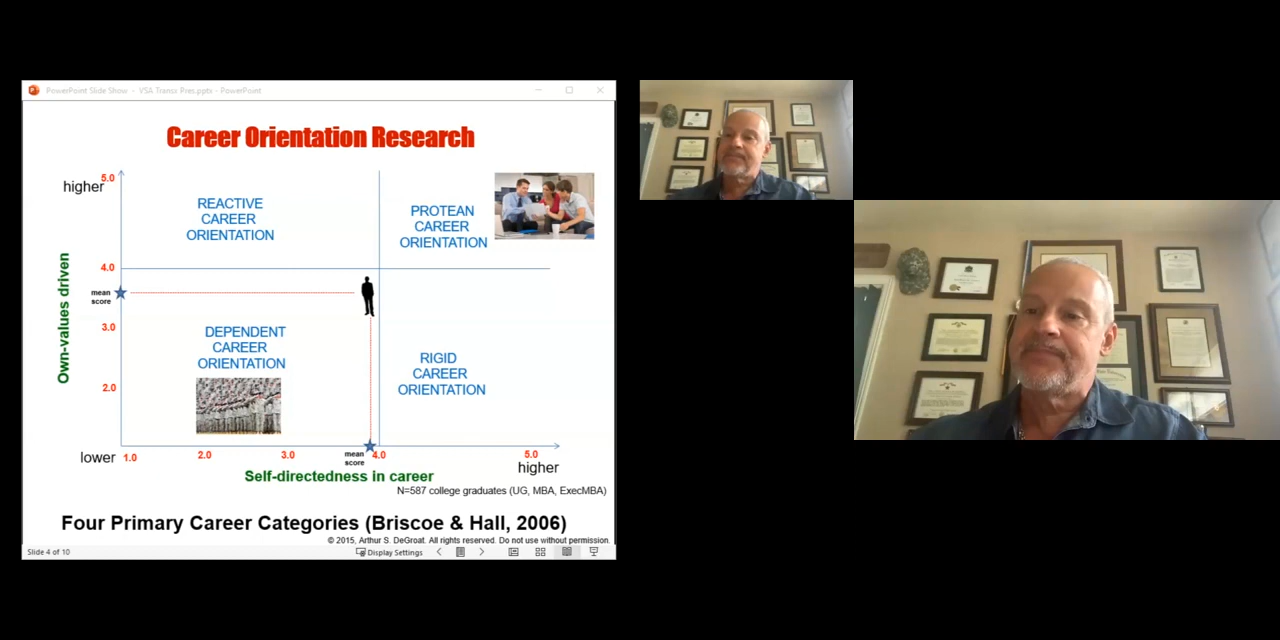 PowerPoint Slide Show - VSA Transx Pres.pptx - PowerPoint
Career Orientation Research
5.0
higher
REACTIVE
CAREER
ORIENTATION
PROTEAN
CAREER
ORIENTATION
4.0
Own-values driven
mean
score
3.0
DEPENDENT
CAREER
ORIENTATION
RIGID
CAREER
ORIENTATION
2.0
lower
1.0
2.0
3.0
mean
score
4.0
5.0
higher
Self-directedness in career
N=587 college graduates (UG, MBA, ExecMBA)
Four Primary Career Categories (Briscoe & Hall, 2006)
© 2015, Arthur S. DeGroat. All rights reserved. Do not use without permission.
Slide 4 of 10
Display Settings